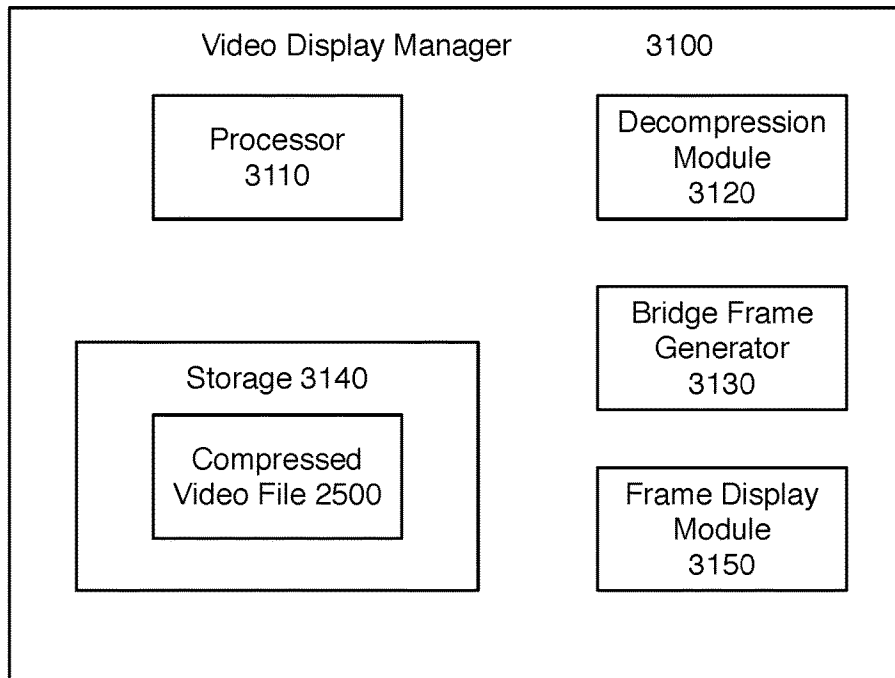 Video Display Manager 3100
Processor
3110
Decompression
Module
3120
Bridge Frame
Generator
3130
Storage 3140
Compressed
Video File 2500
Frame Display
Module
3150